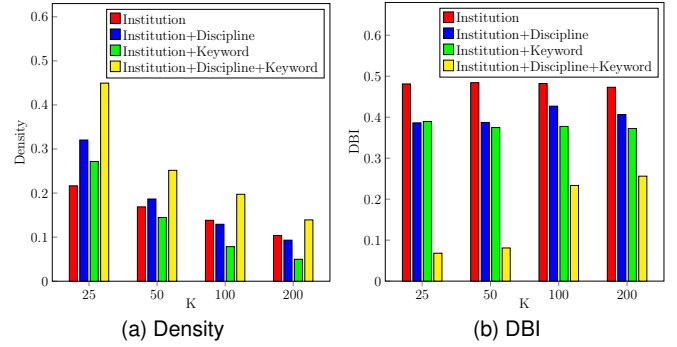 0.6
0.5
0.4
0.3
0.2
0.1
0
Density
Institution
Institution+Discipline
Institution+Keyword
Institution+Discipline+Keyword
25 50 100 200
K
(a) Density
0.6
0.5
0.4
0.3
0.2
0.1
0
DBI
Institution
Institution+Discipline
Institution+Keyword
Institution+Discipline+Keyword
25 50 100 200
K
(b) DBI